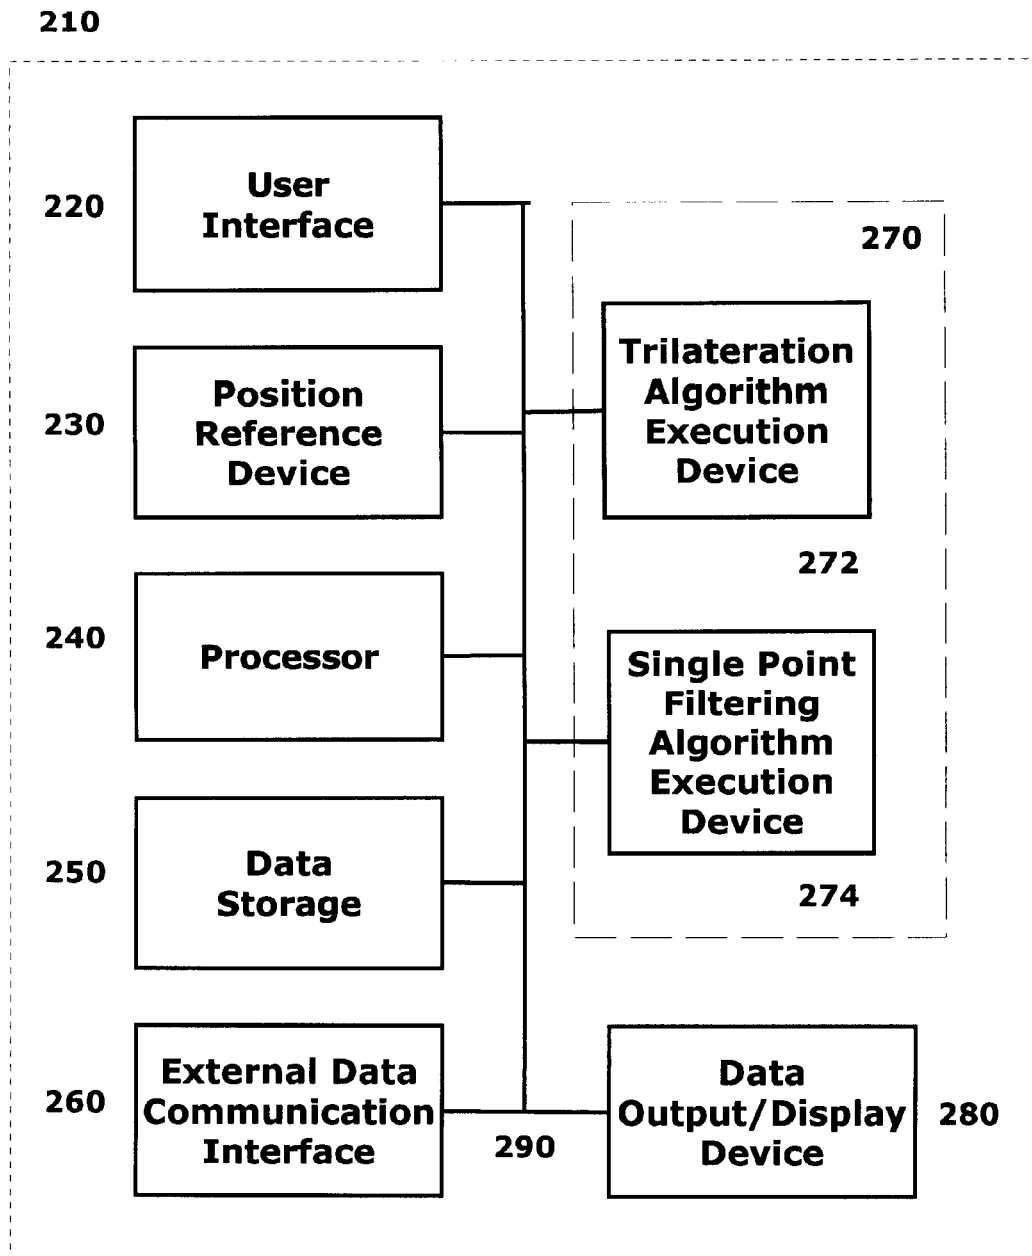 210
220
User
Interface
270
230
Position
Reference
Device
Trilateration
Algorithm
Execution
Device
272
240
Processor
Single Point
Filtering
Algorithm
Execution
Device
274
250
Data
Storage
260
External Data
Communication
Interface
290
Data
Output/Display
Device
280